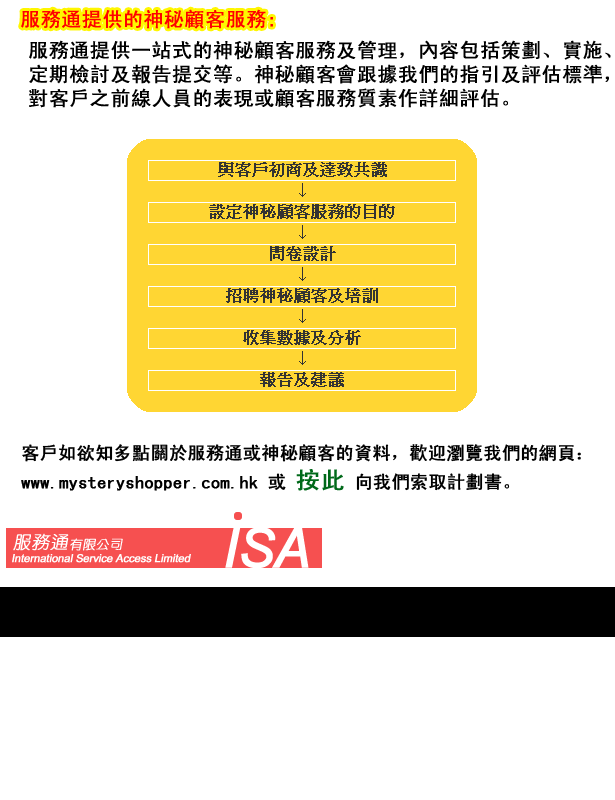 服務通提供的神秘顧客服務:
服務通提供一站式的神秘顧客服務及管理，內容包括策劃、實施、
定期檢討及報告提交等。神秘顧客會跟據我們的指引及評估標準，
對客戶之前線人員的表現或顧客服務質素作詳細評估。
與客戶初商及達致共識
↓
設定神秘顧客服務的目的
↓
問卷設計
↓
招聘神秘顧客及培訓
↓
收集數據及分析
↓
報告及建議
客戶如欲知多點關於服務通或神秘顧客的資料，歡迎瀏覽我們的網頁：
www.mysteryshopper.com.hk 或 按此 向我們索取計劃書。
服務通有限公司
International Service Access Limited
iSA